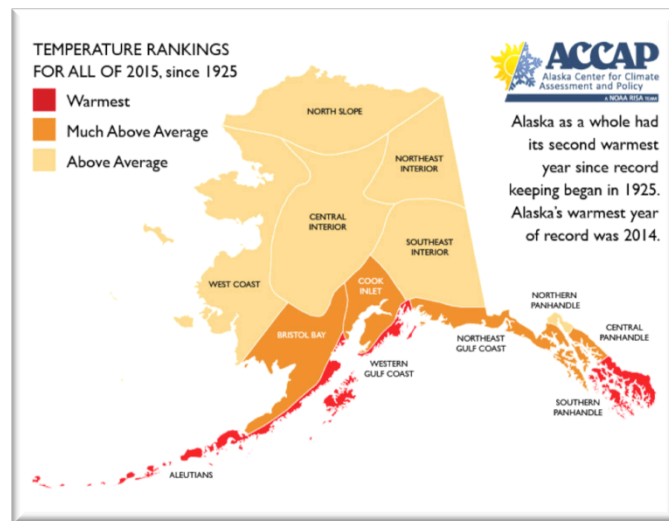 TEMPERATURE RANKINGS
FOR ALL OF 2015, since 1925
Warmest
Much Above Average
Above Average
ACCAP
Alaska Center for Climate
Assessment and Policy
A NOAA RISA TEAM
Alaska as a whole had
its second warmest
year since record
keeping began in 1925.
Alaska's warmest year
of record was 2014.
NORTH SLOPE
NORTHEAST
INTERIOR
CENTRAL
INTERIOR
SOUTHEAST
INTERIOR
WEST COAST
COOK
INLET
BRISTOL BAY
NORTHERN
PANHANDLE
CENTRAL
PANHANDLE
NORTHEAST
GULF COAST
WESTERN
GULF COAST
SOUTHERN
PANHANDLE
ALEUTIANS